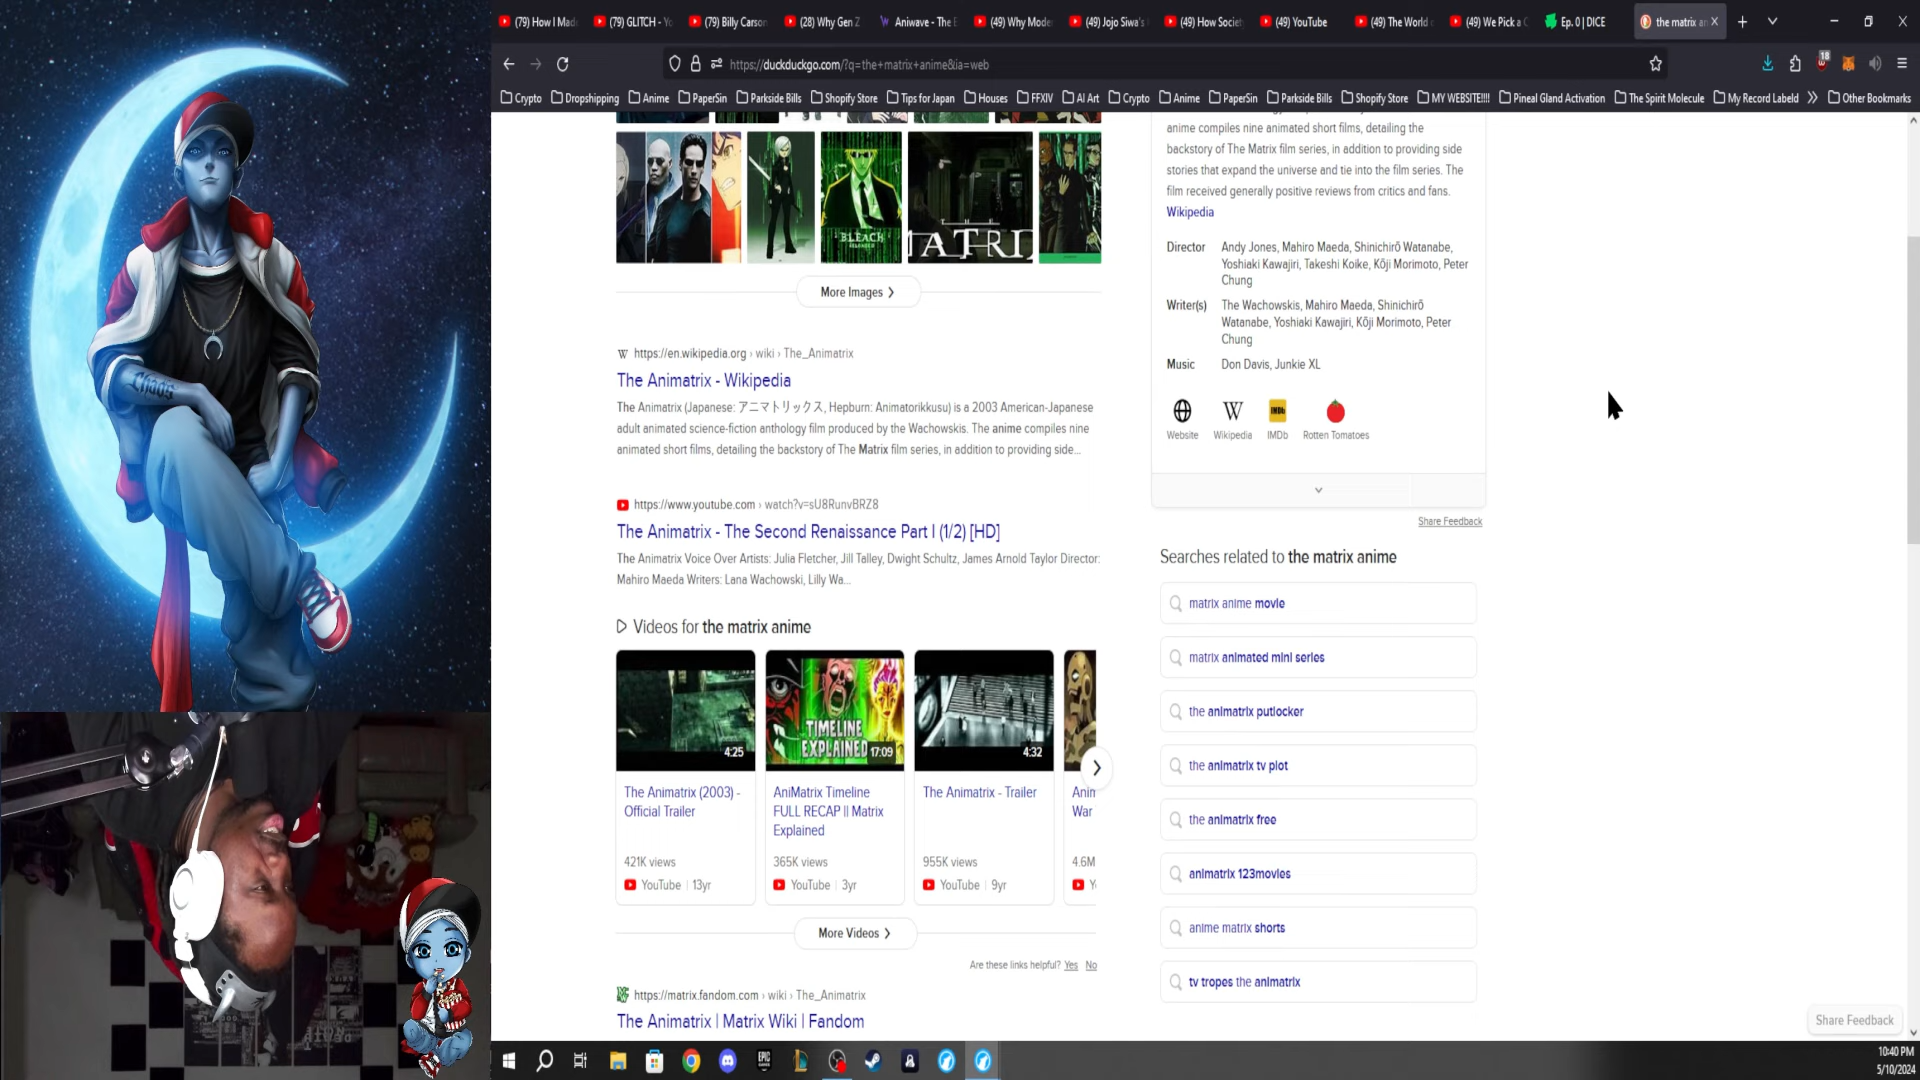 (79) How I Mad
(79) GLITCH - Yo
(79) Billy Carson
(28) Why Gen Z
Aniwave - The B
(49) Why Mode
(49) Jojo Siwa's
(49) How Societ
(49) YouTube
(49) The World
(49) We Pick a
Ep. 0 | DICE
the matrix an
https://duckduckgo.com/?q=the+matrix+anime&ia=web
18
Crypto Dropshipping Anime PaperSin Parkside Bills Shopify Store Tips for Japan Houses FFXIV AI Art Crypto Anime PaperSin Parkside Bills Shopify Store MY WEBSITE!!!! Pineal Gland Activation The Spirit Molecule My Record Labeld Other Bookmarks
BLEACH
THE
MATRI
More Images
https://en.wikipedia.org › wiki › The_Animatrix
The Animatrix - Wikipedia
The Animatrix (Japanese: アニマトリックス, Hepburn: Animatorikkusu) is a 2003 American-Japanese
adult animated science-fiction anthology film produced by the Wachowskis. The anime compiles nine
animated short films, detailing the backstory of The Matrix film series, in addition to providing side...
https://www.youtube.com › watch?v=sU8RunvBRZ8
The Animatrix - The Second Renaissance Part I (1/2) [HD]
The Animatrix Voice Over Artists: Julia Fletcher, Jill Talley, Dwight Schultz, James Arnold Taylor Director:
Mahiro Maeda Writers: Lana Wachowski, Lilly Wa...
Videos for the matrix anime
4:25
TIMELINE
EXPLAINED 17:09
4:32
The Animatrix (2003) -
Official Trailer
421K views
YouTube | 13yr
AniMatrix Timeline
FULL RECAP || Matrix
Explained
365K views
YouTube | 3yr
The Animatrix - Trailer
955K views
YouTube | 9yr
Anim
War
4.6M
Y
More Videos
Are these links helpful? Yes No
https://matrix.fandom.com › wiki › The_Animatrix
The Animatrix | Matrix Wiki | Fandom
anime compiles nine animated short films, detailing the
backstory of The Matrix film series, in addition to providing side
stories that expand the universe and tie into the film series. The
film received generally positive reviews from critics and fans.
Wikipedia
Director Andy Jones, Mahiro Maeda, Shinichirō Watanabe,
Yoshiaki Kawajiri, Takeshi Koike, Kōji Morimoto, Peter
Chung
Writer(s) The Wachowskis, Mahiro Maeda, Shinichirō
Watanabe, Yoshiaki Kawajiri, Kōji Morimoto, Peter
Chung
Music Don Davis, Junkie XL
W
IMDb
Website Wikipedia IMDb Rotten Tomatoes
Share Feedback
Searches related to the matrix anime
matrix anime movie
matrix animated mini series
the animatrix putlocker
the animatrix tv plot
the animatrix free
animatrix 123movies
anime matrix shorts
tv tropes the animatrix
Share Feedback
EPIC
10:40 PM
5/10/2024
Chaos